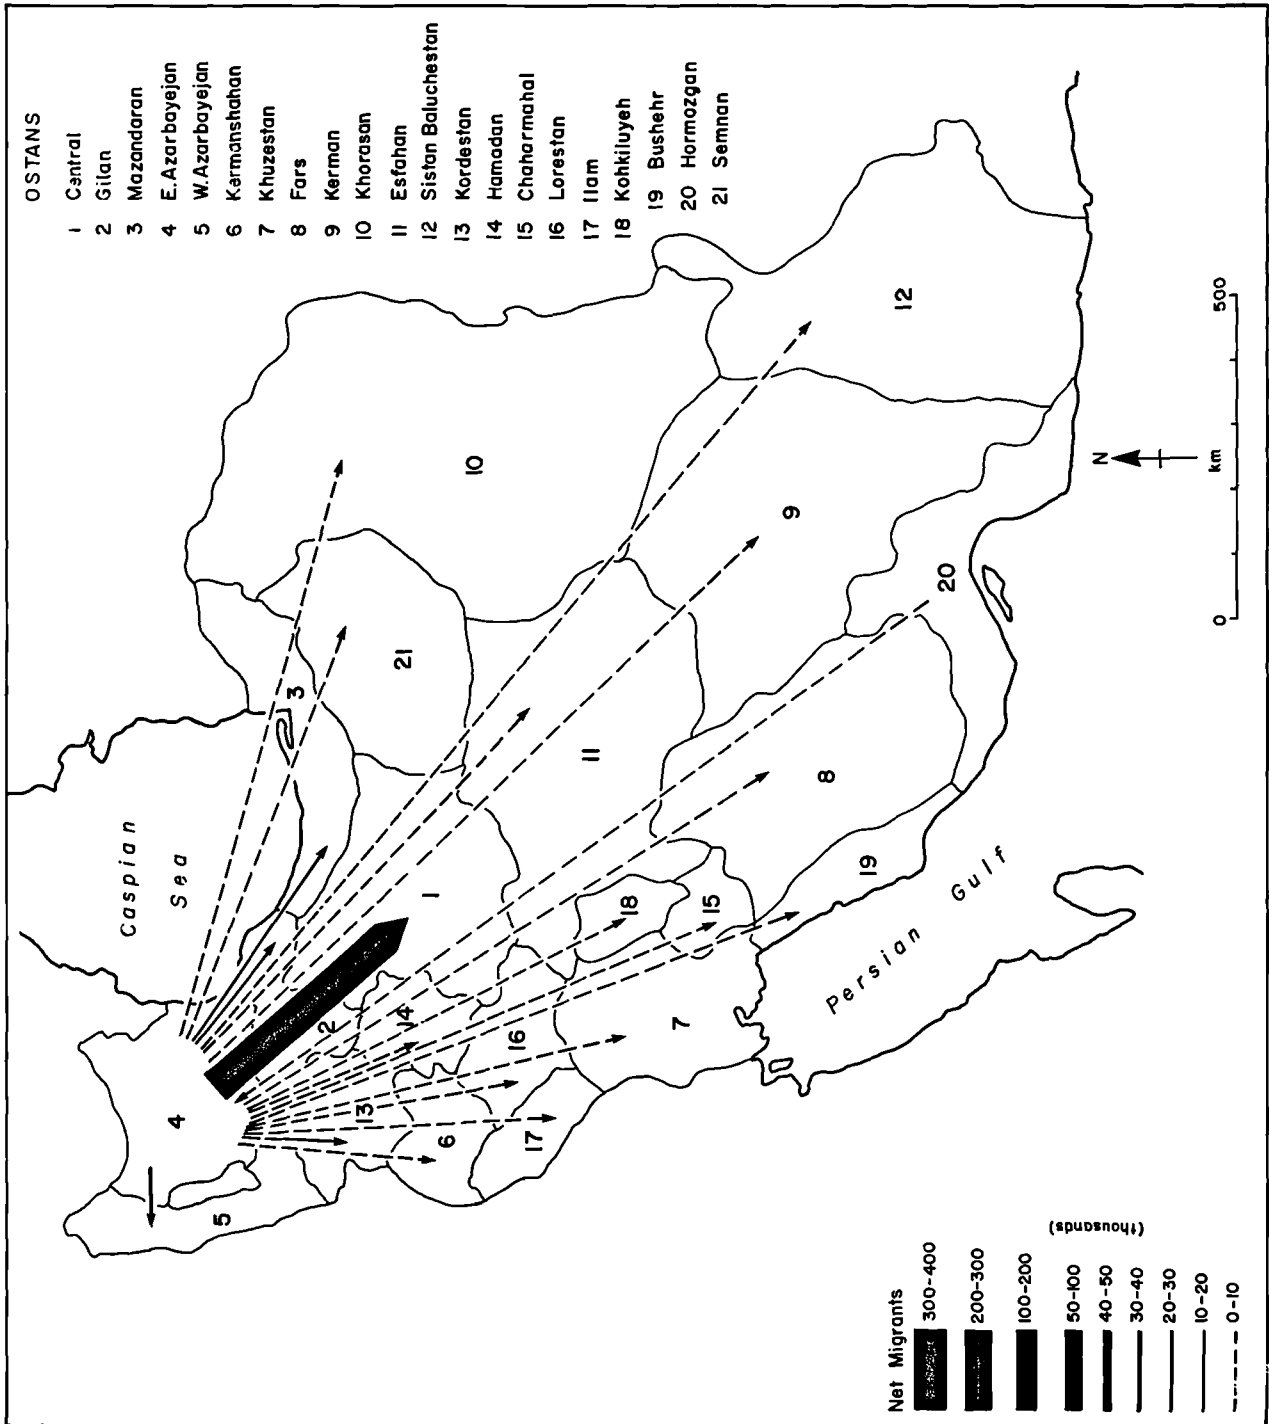 OSTANS
1 Central
2 Gilan
3 Mazandaran
4 E.Azarbayejan
5 W.Azarbayejan
6 Kermanshahan
7 Khuzestan
8 Fars
9 Kerman
10 Khorasan
11 Esfahan
12 Sistan Baluchestan
13 Kordestan
14 Hamadan
15 Chaharmahal
16 Lorestan
17 Ilam
18 Kohkiluyeh
19 Bushehr
20 Hormozgan
21 Semnan
Caspian
Sea
4
5
2
3
13
14
1
21
10
6
16
17
18
11
15
7
8
9
12
19
20
Persian Gulf
N
0
km
500
Net Migrants
(thousands)
300-400
200-300
100-200
50-100
40-50
30-40
20-30
10-20
0-10